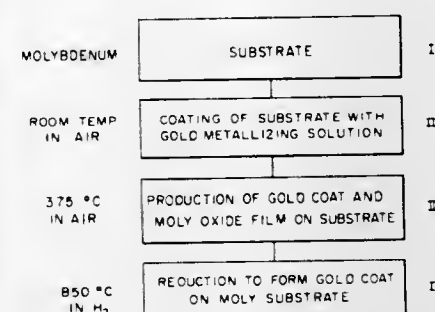 MOLYBDENUM
SUBSTRATE
I
ROOM TEMP
IN AIR
COATING OF SUBSTRATE WITH
GOLD METALLIZING SOLUTION
II
375 °C
IN AIR
PRODUCTION OF GOLD COAT AND
MOLY OXIDE FILM ON SUBSTRATE
850 °C
IN H2
REDUCTION TO FORM GOLD COAT
ON MOLY SUBSTRATE